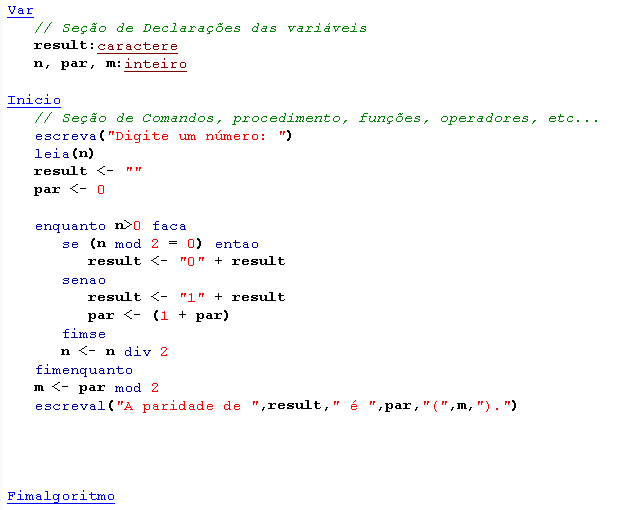 Var
// Seção de Declarações das variáveis
result:caractere
n, par, m:inteiro
Inicio
// Seção de Comandos, procedimento, funções, operadores, etc...
escreva("Digite um número: ")
leia(n)
result <- ""
par <- 0
enquanto n>0 faca
se (n mod 2 = 0) entao
result <- "0" + result
senao
result <- "1" + result
par <- (1 + par)
fimse
n <- n div 2
fimenquanto
m <- par mod 2
escreval("A paridade de ",result," é ",par,"(",m,").")
Fimalgoritmo